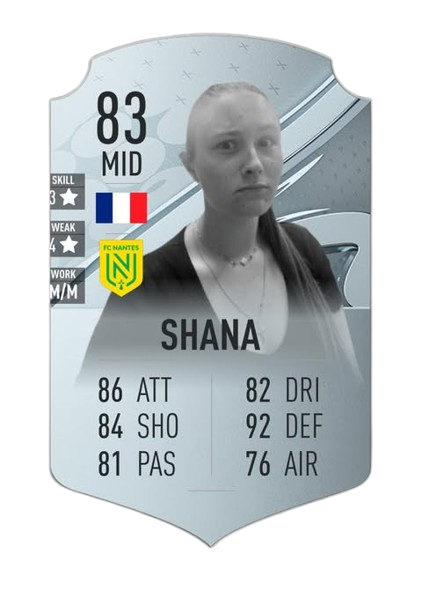 83
MID
SKILL
3 ★
WEAK
4 ★
WORK
M/M
FC NANTES
N
SHANA
86 ATT
84 SHO
81 PAS
82 DRI
92 DEF
76 AIR